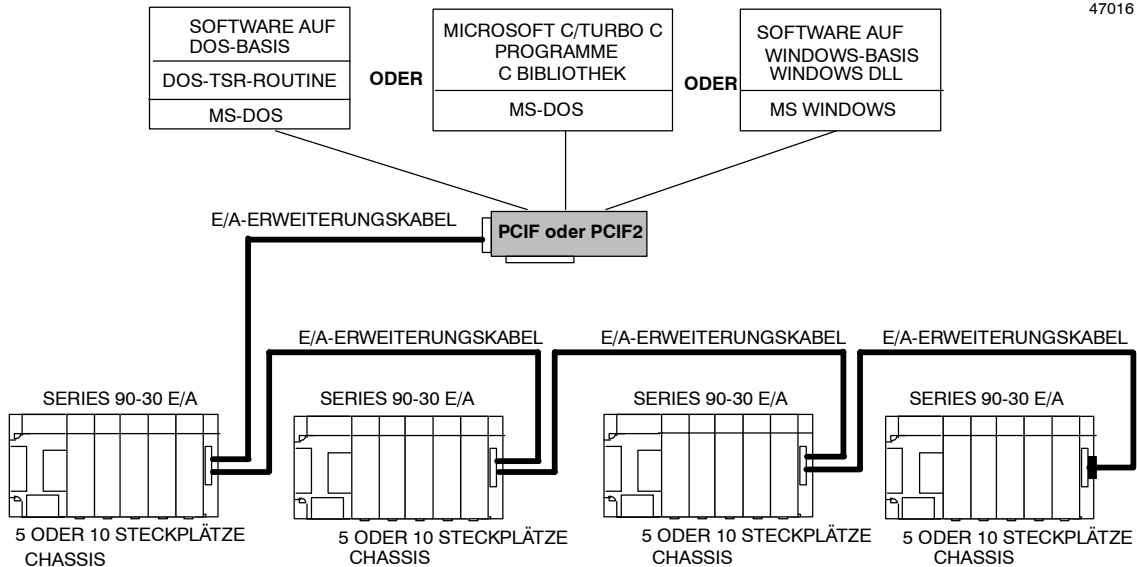 47016
SOFTWARE AUF
DOS-BASIS
DOS-TSR-ROUTINE
MS-DOS
ODER
MICROSOFT C/TURBO C
PROGRAMME
C BIBLIOTHEK
MS-DOS
ODER
SOFTWARE AUF
WINDOWS-BASIS
WINDOWS DLL
MS WINDOWS
E/A-ERWEITERUNGSKABEL
PCIF oder PCIF2
E/A-ERWEITERUNGSKABEL
E/A-ERWEITERUNGSKABEL
E/A-ERWEITERUNGSKABEL
SERIES 90-30 E/A
SERIES 90-30 E/A
SERIES 90-30 E/A
SERIES 90-30 E/A
5 ODER 10 STECKPLÄTZE
CHASSIS
5 ODER 10 STECKPLÄTZE
CHASSIS
5 ODER 10 STECKPLÄTZE
CHASSIS
5 ODER 10 STECKPLÄTZE
CHASSIS